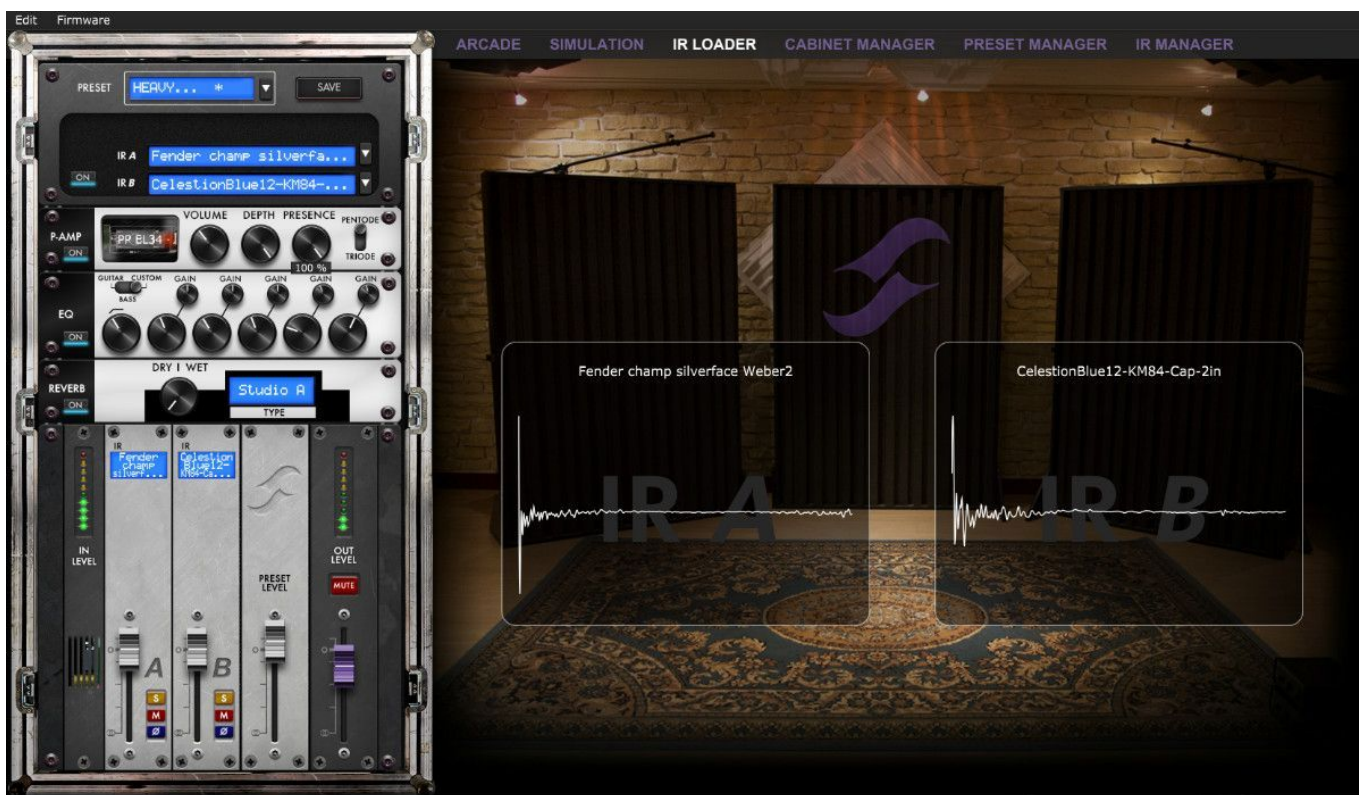 Edit Firmware
ARCADE SIMULATION IR LOADER CABINET MANAGER PRESET MANAGER IR MANAGER
PRESET HEAVY... * SAVE
IR A Fender champ silverfa...
ON
IR B CelestionBlue12-KM84-...
P-AMP
ON
PP EL34
VOLUME DEPTH PRESENCE PENTODE
TRIODE
100 %
EQ
ON
GUITAR CUSTOM
BASS
GAIN GAIN GAIN GAIN GAIN
REVERB
ON
DRY | WET
Studio A
TYPE
IR
Fender
champ
silverf...
IR
Celestion
Blue12-
KM84-Ca...
IN
LEVEL
PRESET
LEVEL
OUT
LEVEL
MUTE
A
S
M
Ø
B
S
M
Ø
Fender champ silverface Weber2
IR A
CelestionBlue12-KM84-Cap-2in
IR B